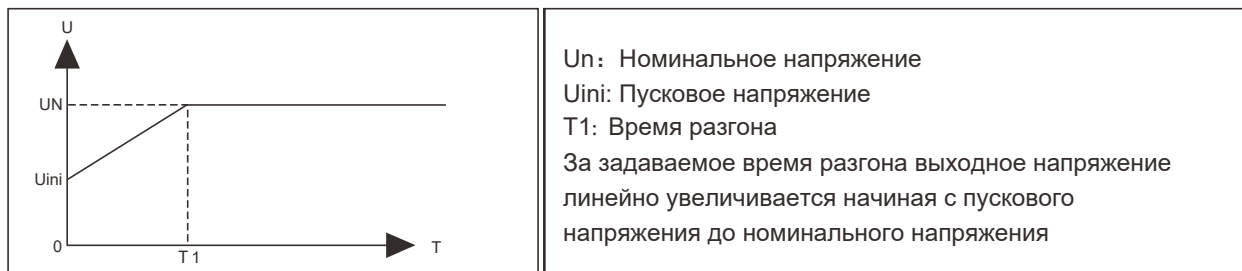 U
UN
Uini
0
T 1
T
Un: Номинальное напряжение
Uini: Пусковое напряжение
T1: Время разгона
За задаваемое время разгона выходное напряжение
линейно увеличивается начиная с пускового
напряжения до номинального напряжения